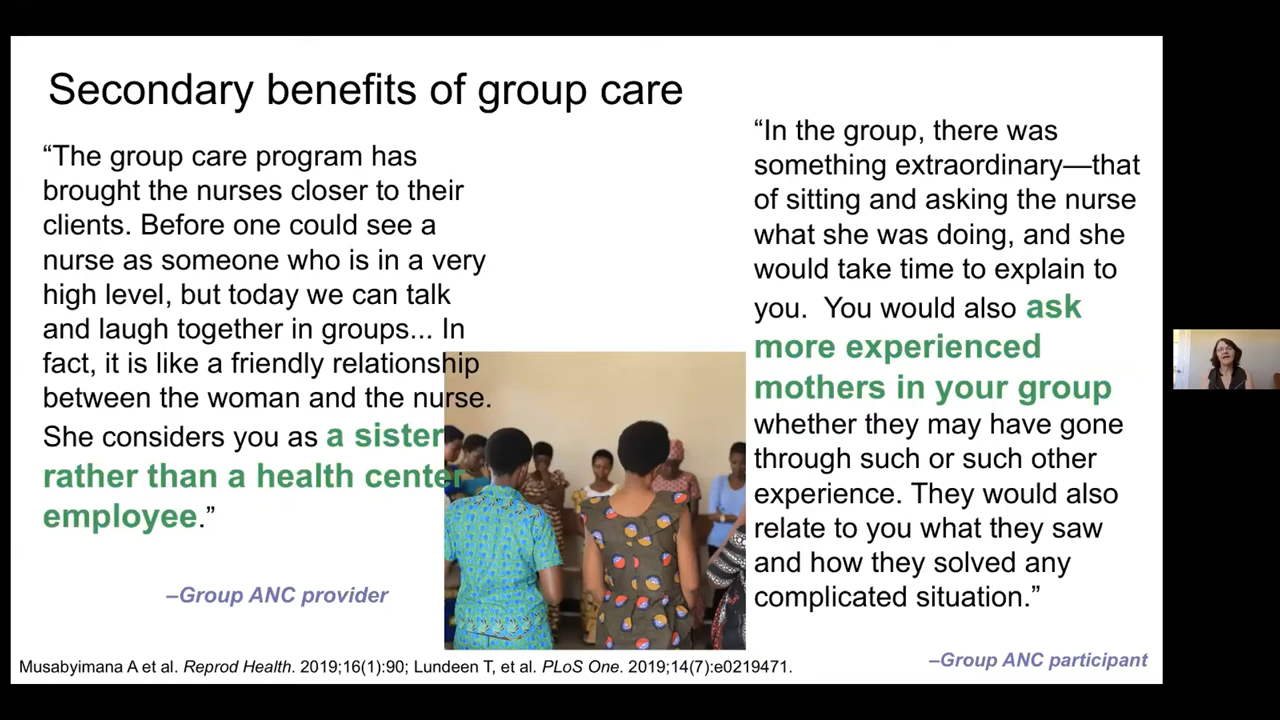 Secondary benefits of group care
“The group care program has
brought the nurses closer to their
clients. Before one could see a
nurse as someone who is in a very
high level, but today we can talk
and laugh together in groups... In
fact, it is like a friendly relationship
between the woman and the nurse.
She considers you as a sister
rather than a health center
employee.”
–Group ANC provider
“In the group, there was
something extraordinary—that
of sitting and asking the nurse
what she was doing, and she
would take time to explain to
you.  You would also ask
more experienced
mothers in your group
whether they may have gone
through such or such other
experience. They would also
relate to you what they saw
and how they solved any
complicated situation.”
–Group ANC participant
Musabyimana A et al. Reprod Health. 2019;16(1):90; Lundeen T, et al. PLoS One. 2019;14(7):e0219471.